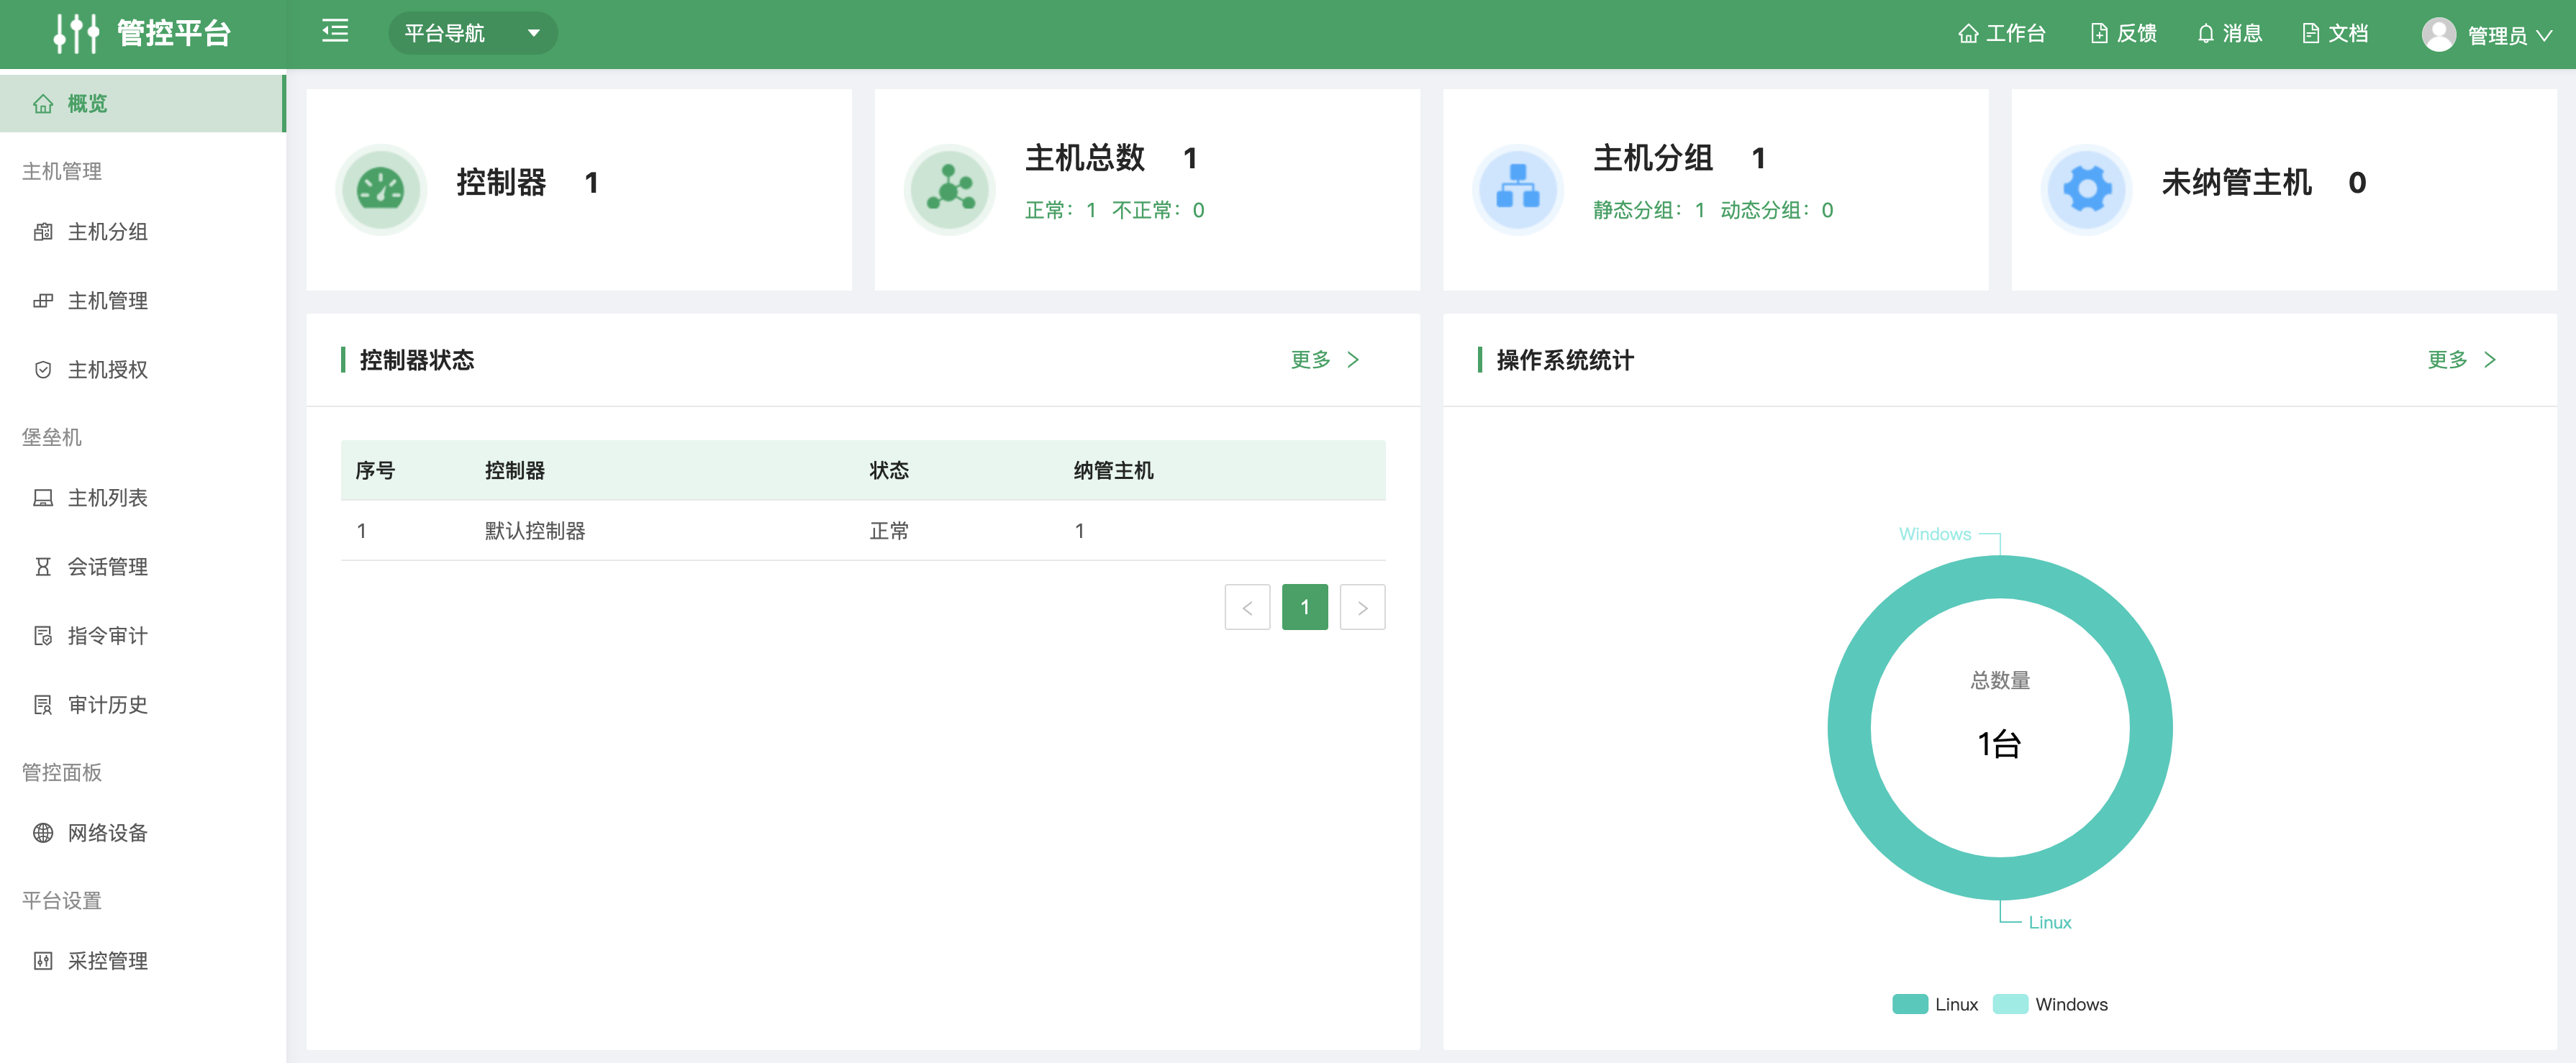 管控平台
平台导航
工作台
反馈
消息
文档
管理员
概览
主机管理
主机分组
主机管理
主机授权
堡垒机
主机列表
会话管理
指令审计
审计历史
管控面板
网络设备
平台设置
采控管理
控制器 1
主机总数 1
正常：1 不正常：0
主机分组 1
静态分组：1 动态分组：0
未纳管主机 0
控制器状态
更多
序号 控制器 状态 纳管主机
1 默认控制器 正常 1
1
操作系统统计
更多
Windows
总数量
1台
Linux
Linux Windows